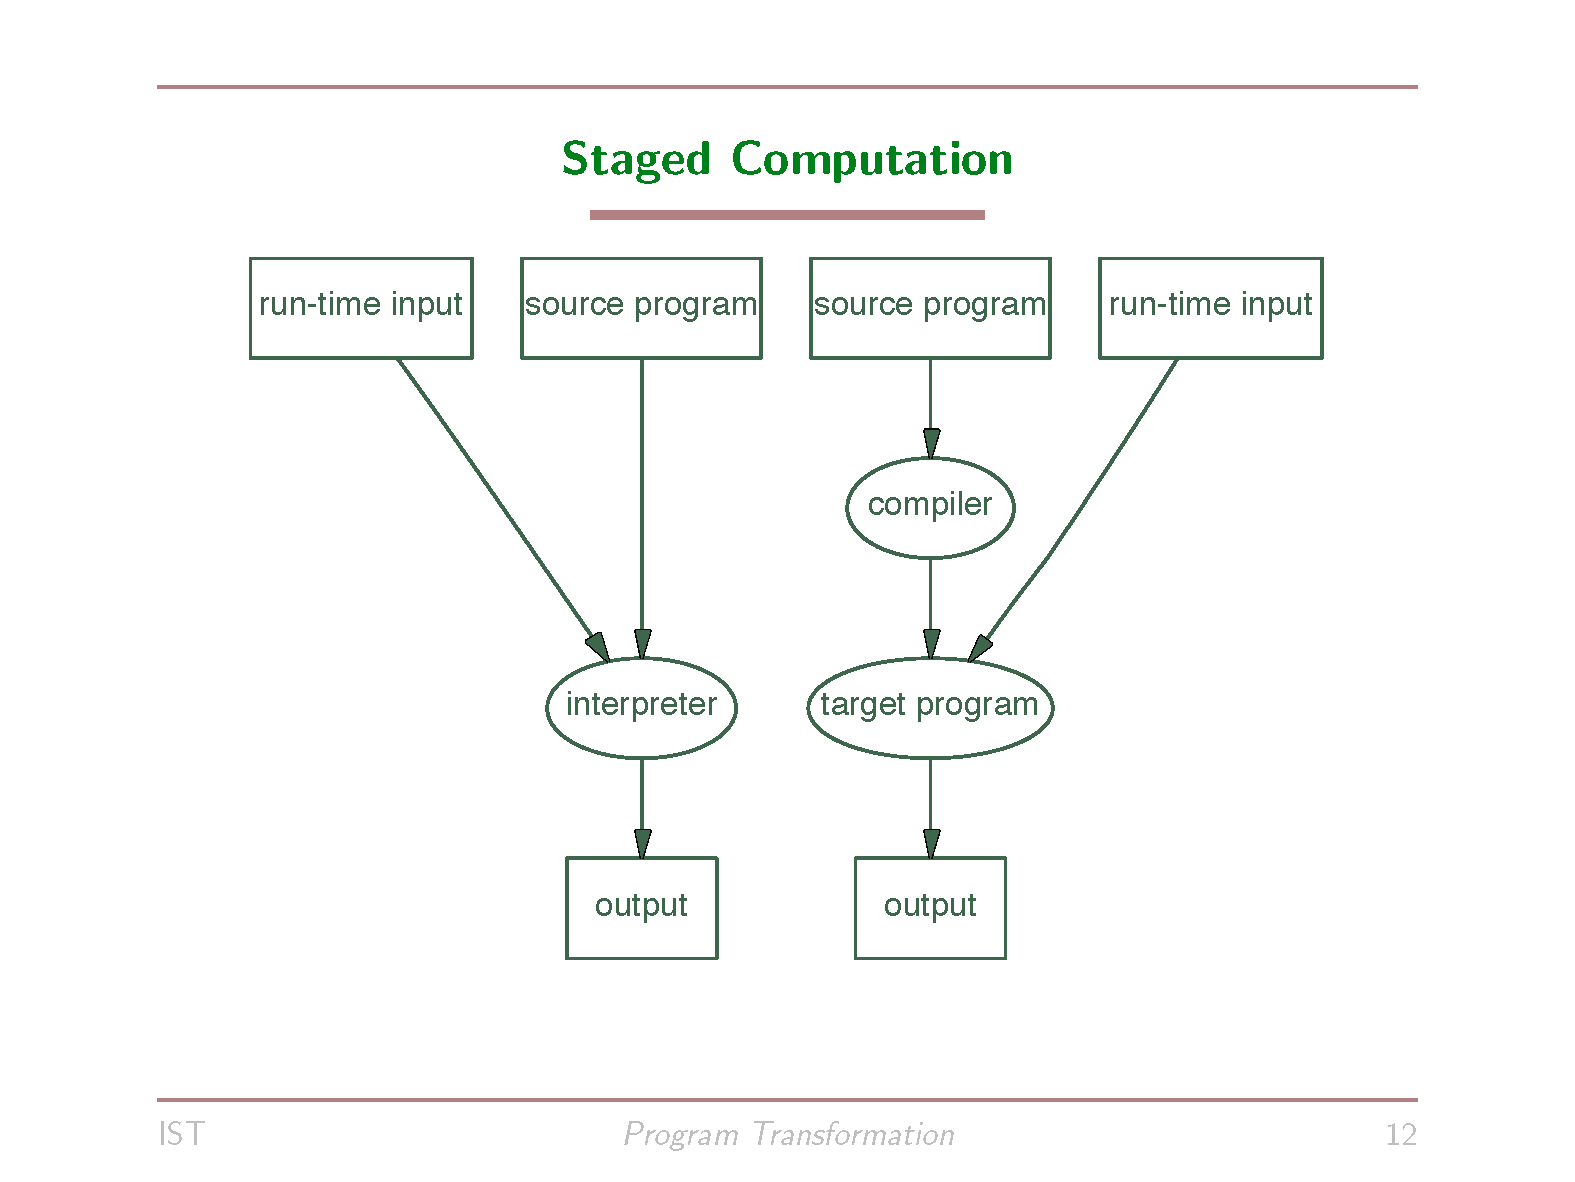 Staged Computation
run-time input
source program
source program
run-time input
compiler
interpreter
target program
output
output
IST
Program Transformation
12